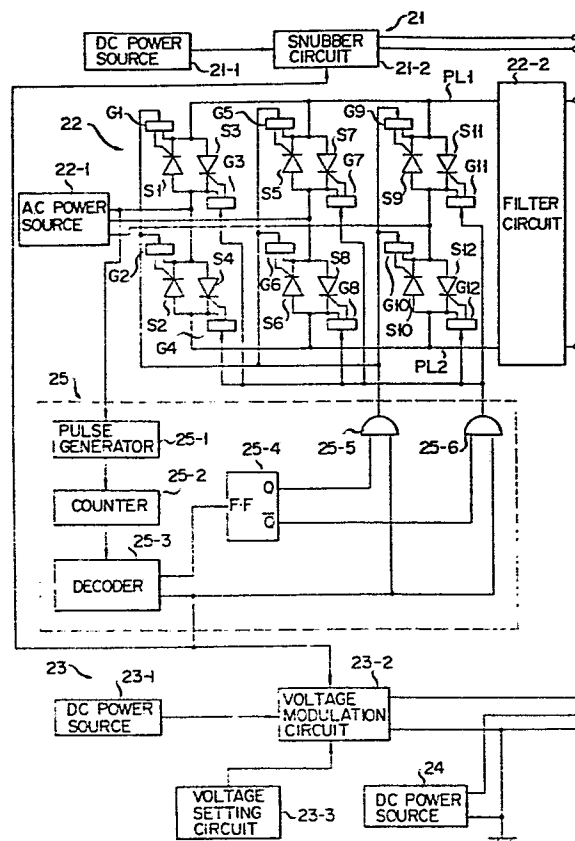 21
DC POWER
SOURCE
21-1
SNUBBER
CIRCUIT
21-2
22-2
PL1
G1
S3
G5
S7
G9
S11
22
G3
G7
G11
22-1
S1
S5
S9
A.C POWER
SOURCE
FILTER
CIRCUIT
G2
S4
S8
S12
G6
G8
G10
G12
S2
S6
S10
G4
PL2
25
PULSE
GENERATOR
25-1
25-4
25-5
25-6
25-2
COUNTER
F·F
Q
Q̅
25-3
DECODER
23
23-1
23-2
DC POWER
SOURCE
VOLTAGE
MODULATION
CIRCUIT
24
VOLTAGE
SETTING
CIRCUIT
23-3
DC POWER
SOURCE